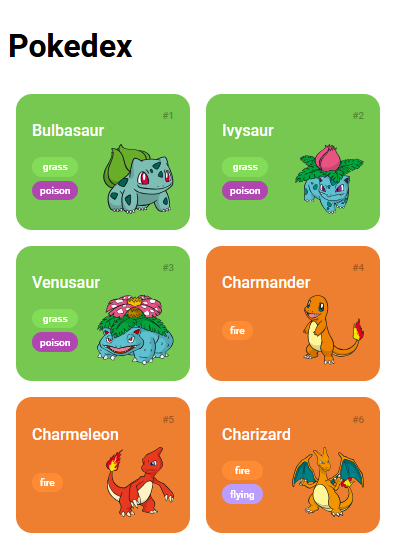 Pokedex
#1
Bulbasaur
grass
poison
#2
Ivysaur
grass
poison
#3
Venusaur
grass
poison
#4
Charmander
fire
#5
Charmeleon
fire
#6
Charizard
fire
flying